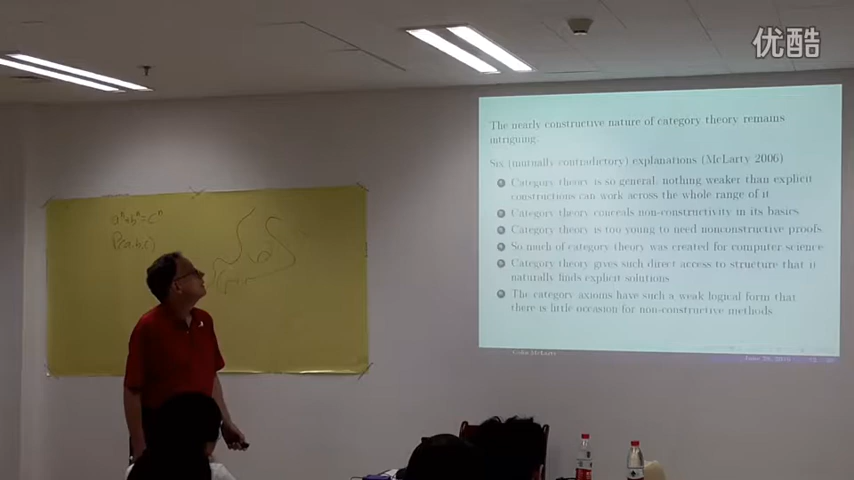 优酷
The nearly constructive nature of category theory remains
intriguing.
Six (mutually contradictory) explanations (McLarty 2006)
Category theory is so general, nothing weaker than explicit
constructions can work across the whole range of it
Category theory conceals non-constructivity in its basics
Category theory is too young to need nonconstructive proofs.
So much of category theory was created for computer science
Category theory gives such direct access to structure that it
naturally finds explicit solutions
The category axioms have such a weak logical form that
there is little occasion for non-constructive methods
aⁿ+bⁿ=cⁿ
P(a,b,c)
Colin McLarty